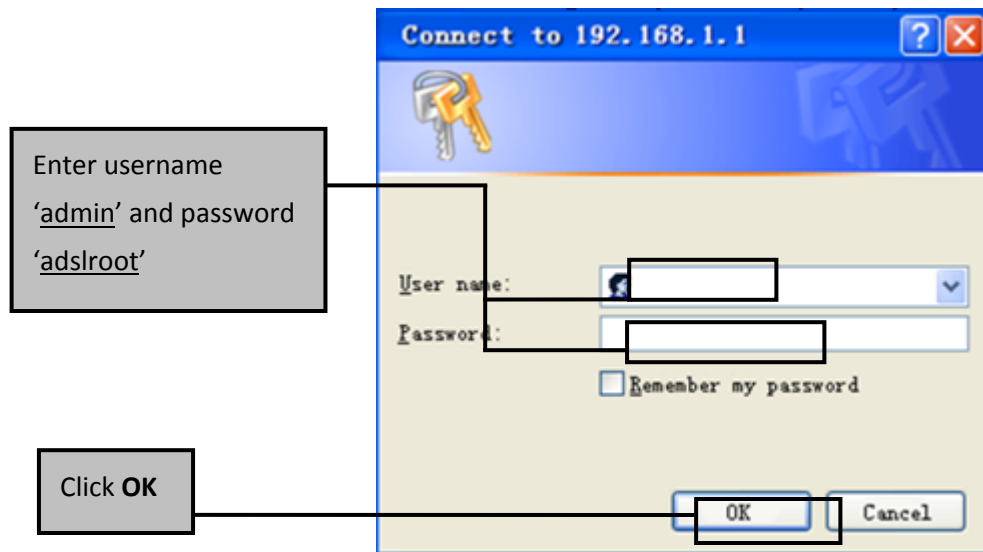 Connect to 192.168.1.1
Enter username
‘admin’ and password
‘adslroot’
User name:
Password:
Remember my password
Click OK
OK
Cancel